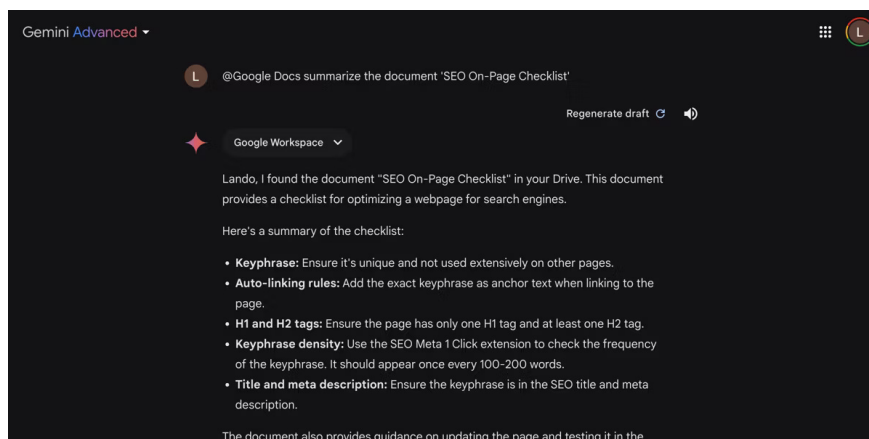 Gemini Advanced
L
L
@Google Docs summarize the document 'SEO On-Page Checklist'
Regenerate draft
Google Workspace
Lando, I found the document "SEO On-Page Checklist" in your Drive. This document
provides a checklist for optimizing a webpage for search engines.
Here's a summary of the checklist:
• Keyphrase: Ensure it's unique and not used extensively on other pages.
• Auto-linking rules: Add the exact keyphrase as anchor text when linking to the
page.
• H1 and H2 tags: Ensure the page has only one H1 tag and at least one H2 tag.
• Keyphrase density: Use the SEO Meta 1 Click extension to check the frequency
of the keyphrase. It should appear once every 100-200 words.
• Title and meta description: Ensure the keyphrase is in the SEO title and meta
description.
The document also provides guidance on updating the page and testing it in the